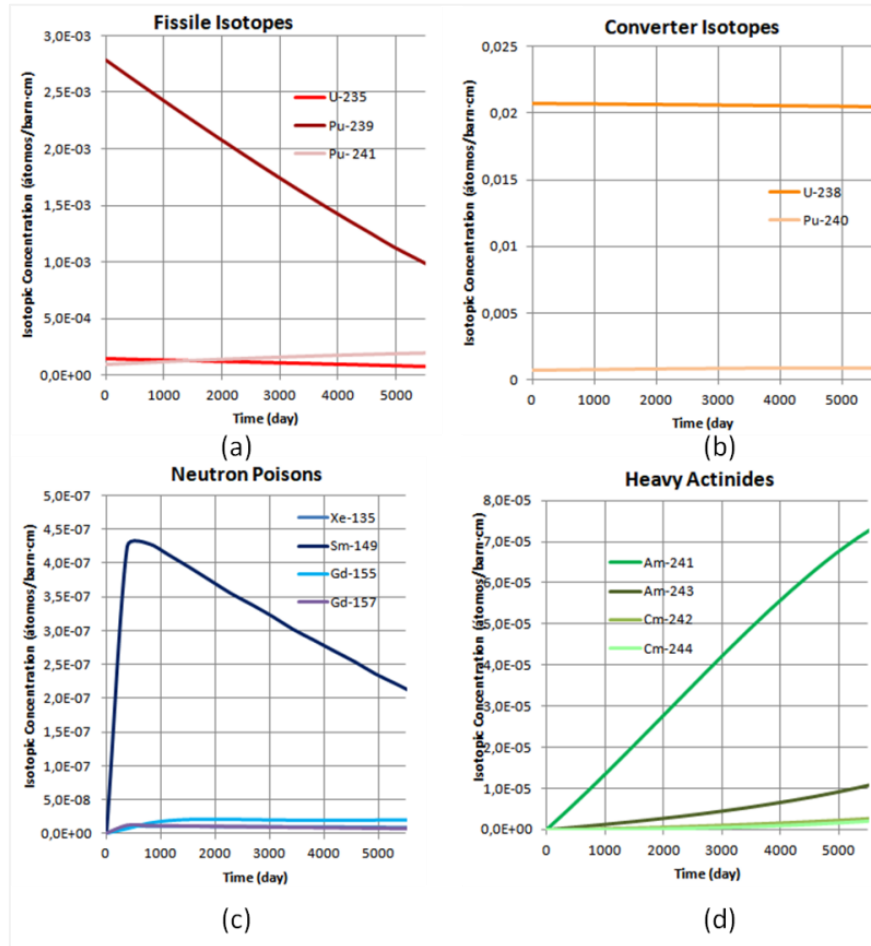 Fissile Isotopes
Isotopic Concentration (átomos/barn·cm)
3,0E-03
2,5E-03
2,0E-03
1,5E-03
1,0E-03
5,0E-04
0,0E+00
U-235
Pu-239
Pu- 241
0 1000 2000 3000 4000 5000
Time (day)
(a)
Converter Isotopes
Isotopic Concentration (átomos/barn·cm)
0,025
0,02
0,015
0,01
0,005
0
U-238
Pu-240
0 1000 2000 3000 4000 5000
Time (day
(b)
Neutron Poisons
Isotopic Concentration (átomos/barn·cm)
5,0E-07
4,5E-07
4,0E-07
3,5E-07
3,0E-07
2,5E-07
2,0E-07
1,5E-07
1,0E-07
5,0E-08
0,0E+00
Xe-135
Sm-149
Gd-155
Gd-157
0 1000 2000 3000 4000 5000
Time (day)
(c)
Heavy Actinides
Isotopic Concentration (átomos/barn·cm)
8,0E-05
7,0E-05
6,0E-05
5,0E-05
4,0E-05
3,0E-05
2,0E-05
1,0E-05
0,0E+00
Am-241
Am-243
Cm-242
Cm-244
0 1000 2000 3000 4000 5000
Time (day)
(d)